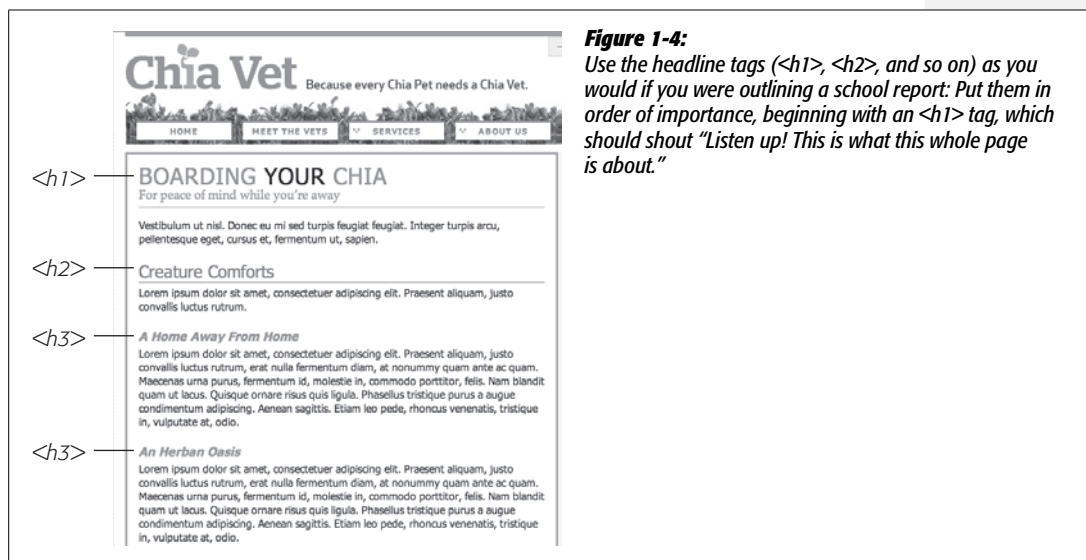 Chia Vet Because every Chia Pet needs a Chia Vet.
HOME MEET THE VETS SERVICES ABOUT US
<h1> BOARDING YOUR CHIA
For peace of mind while you're away
Vestibulum ut nisl. Donec eu mi sed turpis feugiat feugiat. Integer turpis arcu,
pellentesque eget, cursus et, fermentum ut, sapien.
<h2> Creature Comforts
Lorem ipsum dolor sit amet, consectetuer adipiscing elit. Praesent aliquam, justo
convallis luctus rutrum.
<h3> A Home Away From Home
Lorem ipsum dolor sit amet, consectetuer adipiscing elit. Praesent aliquam, justo
convallis luctus rutrum, erat nulla fermentum diam, at nonummy quam ante ac quam.
Maecenas urna purus, fermentum id, molestie in, commodo porttitor, felis. Nam blandit
quam ut lacus. Quisque ornare risus quis ligula. Phasellus tristique purus a augue
condimentum adipiscing. Aenean sagittis. Etiam leo pede, rhoncus venenatis, tristique
in, vulputate at, odio.
<h3> An Herban Oasis
Lorem ipsum dolor sit amet, consectetuer adipiscing elit. Praesent aliquam, justo
convallis luctus rutrum, erat nulla fermentum diam, at nonummy quam ante ac quam.
Maecenas urna purus, fermentum id, molestie in, commodo porttitor, felis. Nam blandit
quam ut lacus. Quisque ornare risus quis ligula. Phasellus tristique purus a augue
condimentum adipiscing. Aenean sagittis. Etiam leo pede, rhoncus venenatis, tristique
in, vulputate at, odio.
Figure 1-4:
Use the headline tags (<h1>, <h2>, and so on) as you
would if you were outlining a school report: Put them in
order of importance, beginning with an <h1> tag, which
should shout “Listen up! This is what this whole page
is about.”